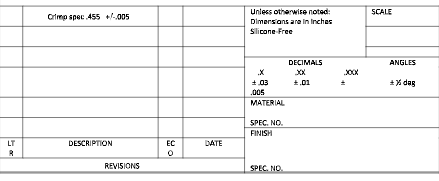 Crimp spec .455 +/-.005
LT
R
DESCRIPTION
EC
O
DATE
REVISIONS
Unless otherwise noted:
Dimensions are in Inches
Silicone-Free
SCALE
DECIMALS
ANGLES
.X .XX .XXX
± .03 ± .01 ± ± ½ deg
.005
MATERIAL
SPEC. NO.
FINISH
SPEC. NO.